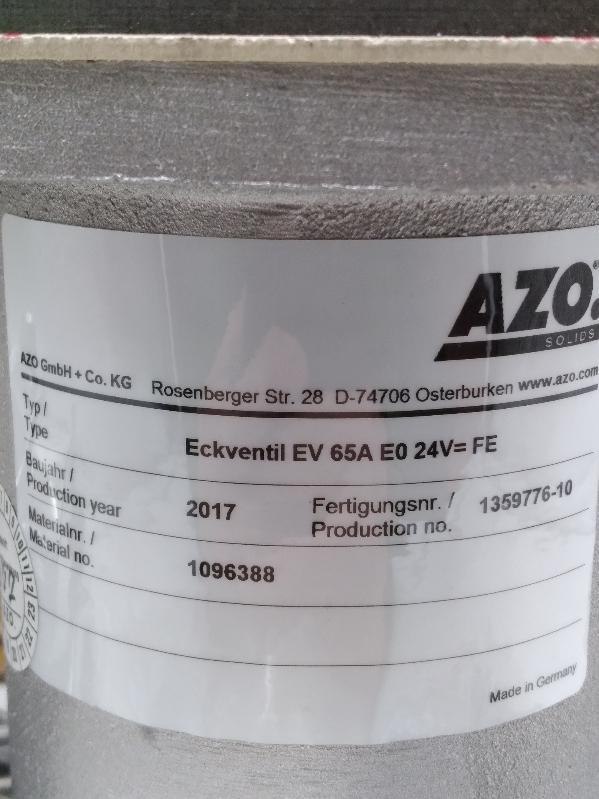 AZO.
SOLIDS
AZO GmbH + Co. KG Rosenberger Str. 28 D-74706 Osterburken www.azo.com
Typ /
Type
Eckventil EV 65A E0 24V= FE
Baujahr /
Production year
2017
Fertigungsnr. /
Production no.
1359776-10
Materialnr. /
Material no.
1096388
Made in Germany